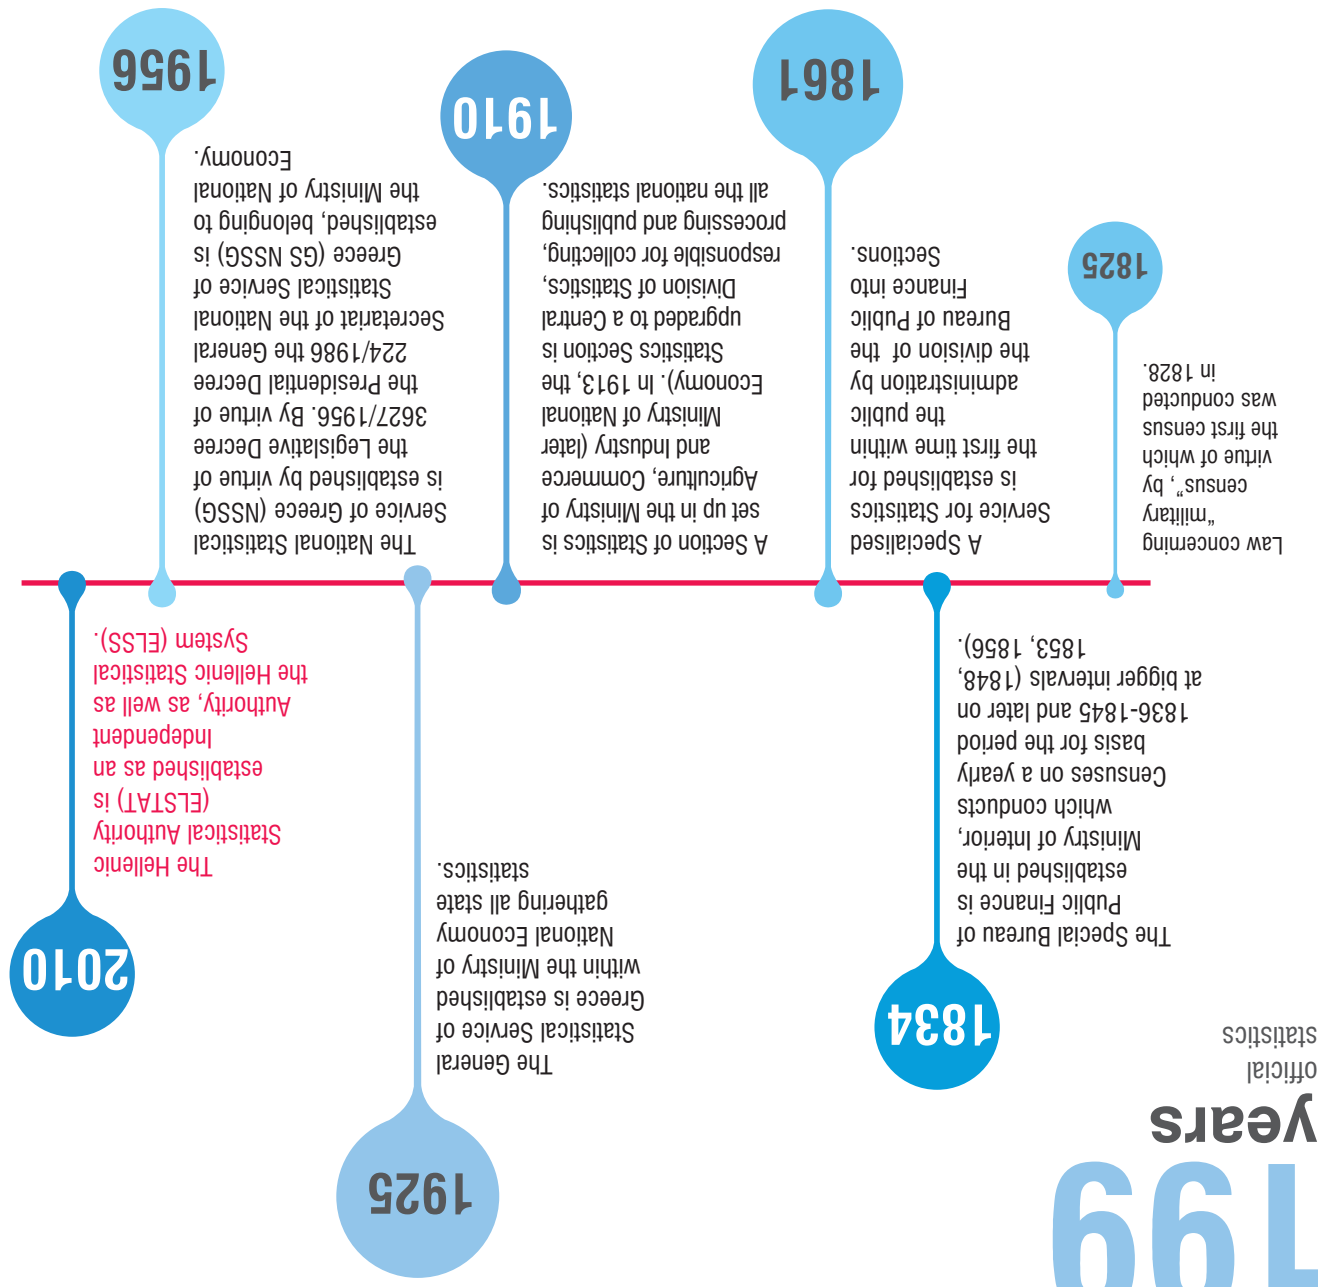 199
years
official
statistics
1825
Law concerning
"military
census", by
virtue of which
the first census
was conducted
in 1828.
1834
The Special Bureau of
Public Finance is
established in the
Ministry of Interior,
which conducts
Censuses on a yearly
basis for the period
1836-1845 and later on
at bigger intervals (1848,
1853, 1856).
1861
A Specialised
Service for Statistics
is established for
the first time within
the public
administration by
the division of the
Bureau of Public
Finance into
Sections.
1910
A Section of Statistics is
set up in the Ministry of
Agriculture, Commerce
and Industry (later
Ministry of National
Economy). In 1913, the
Statistics Section is
upgraded to a Central
Division of Statistics,
responsible for collecting,
processing and publishing
all the national statistics.
1925
The General
Statistical Service of
Greece is established
within the Ministry of
National Economy
gathering all state
statistics.
1956
The National Statistical
Service of Greece (NSSG)
is established by virtue of
the Legislative Decree
3627/1956. By virtue of
the Presidential Decree
224/1986 the General
Secretariat of the National
Statistical Service of
Greece (GS NSSG) is
established, belonging to
the Ministry of National
Economy.
2010
The Hellenic
Statistical Authority
(ELSTAT) is
established as an
Independent
Authority, as well as
the Hellenic Statistical
System (ELSS).